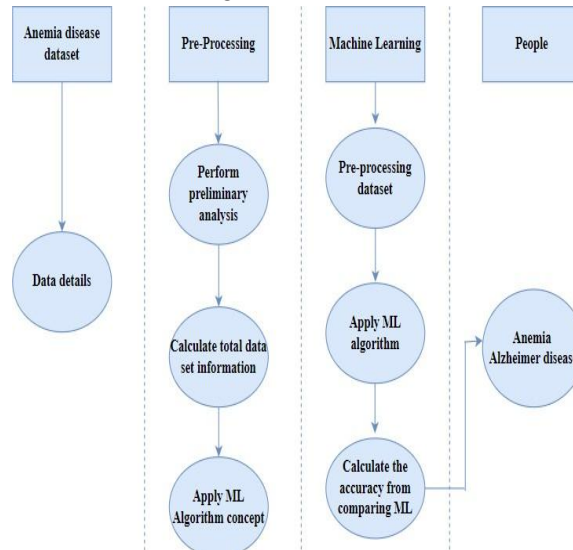 Anemia disease
dataset
Data details
Pre-Processing
Perform
preliminary
analysis
Calculate total data
set information
Apply ML
Algorithm concept
Machine Learning
Pre-processing
dataset
Apply ML
algorithm
Calculate the
accuracy from
comparing ML
People
Anemia
Alzheimer diseas